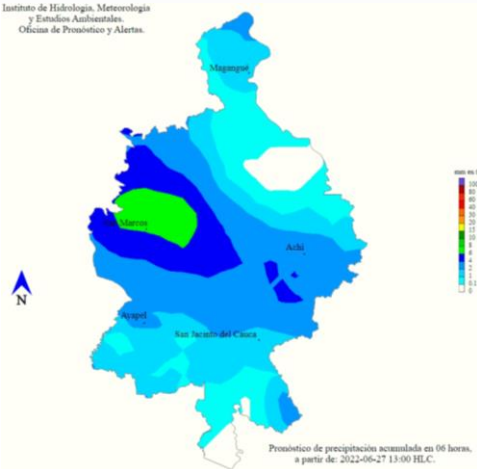 Instituto de Hidrología, Meteorología
y Estudios Ambientales.
Oficina de Pronóstico y Alertas.
Magangué
Marcos
Achí
Ayapel
San Jacinto del Cauca
N
100
80
60
40
30
20
15
10
8
6
4
2
1
0.1
0
Pronóstico de precipitación acumulada en 06 horas,
a partir de: 2022-06-27 13:00 HLC.